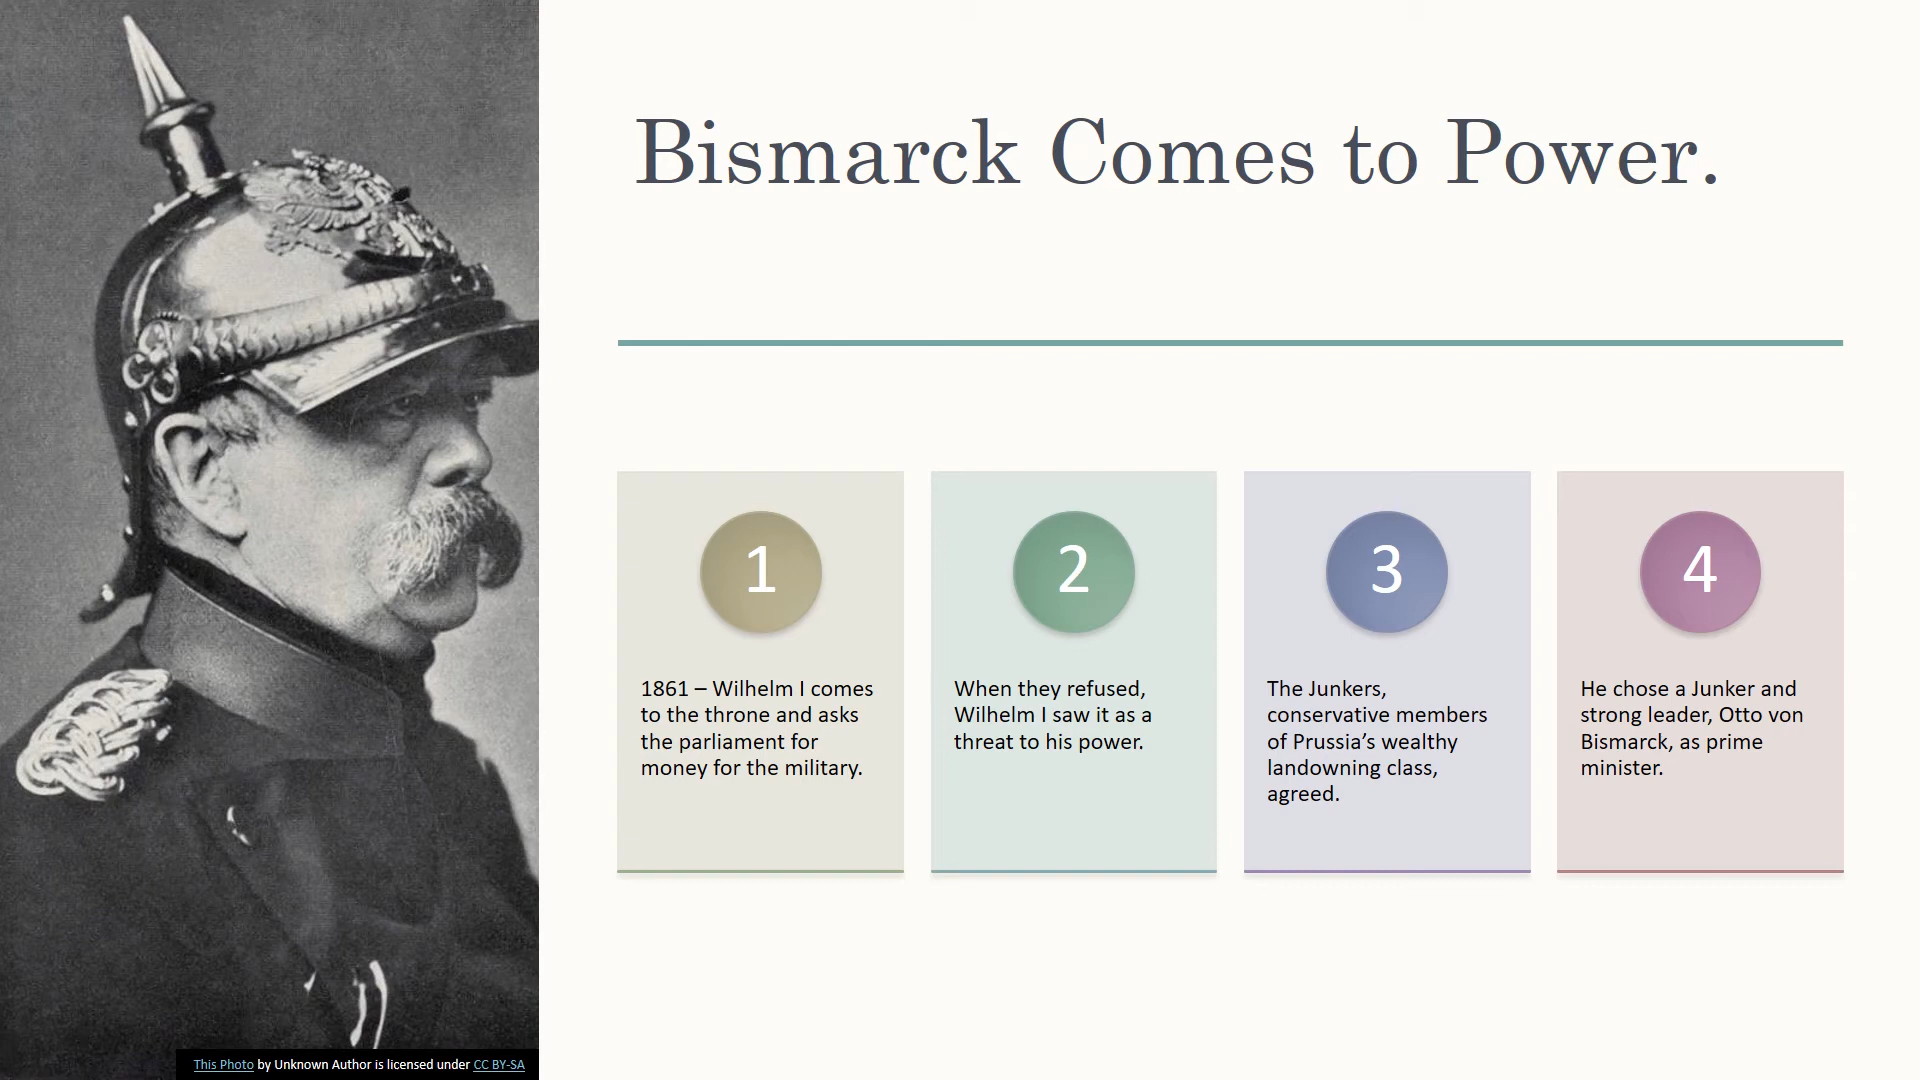 Bismarck Comes to Power.
1
1861 – Wilhelm I comes
to the throne and asks
the parliament for
money for the military.
2
When they refused,
Wilhelm I saw it as a
threat to his power.
3
The Junkers,
conservative members
of Prussia’s wealthy
landowning class,
agreed.
4
He chose a Junker and
strong leader, Otto von
Bismarck, as prime
minister.
This Photo by Unknown Author is licensed under CC BY-SA